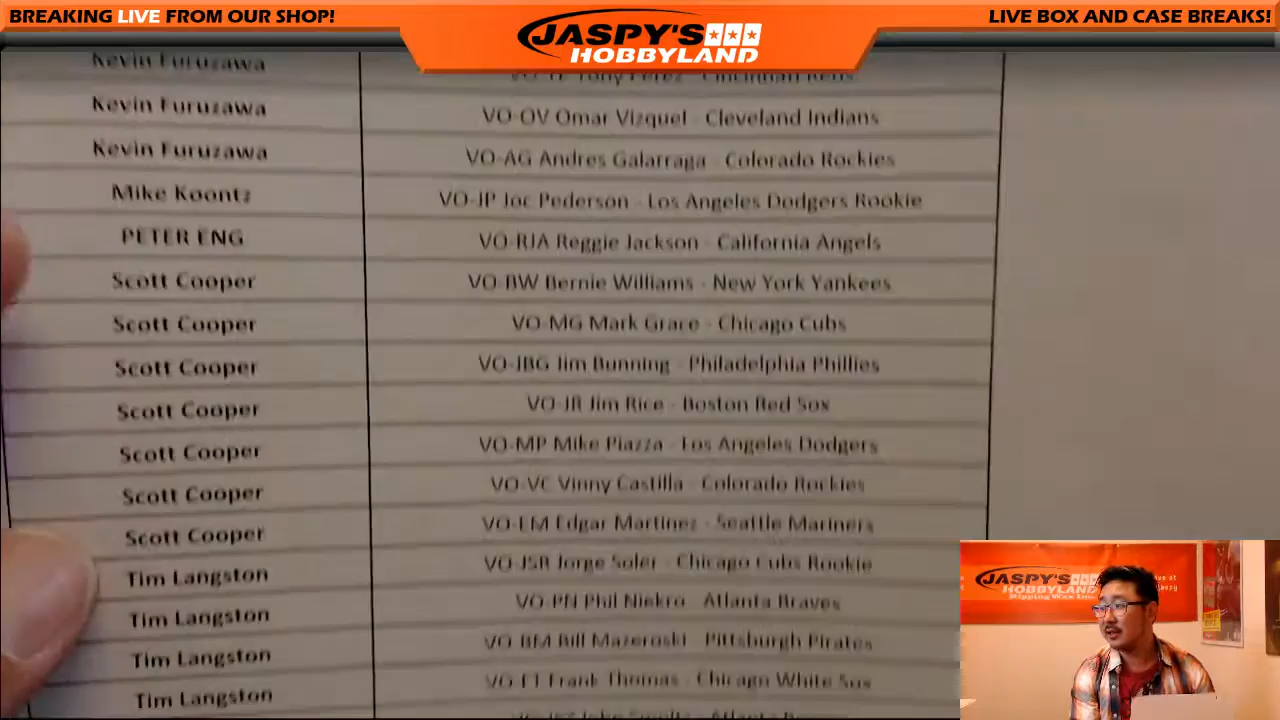 BREAKING LIVE FROM OUR SHOP!
JASPY'S
HOBBYLAND
LIVE BOX AND CASE BREAKS!
Kevin Furuzawa
Kevin Furuzawa VO-OV Omar Vizquel - Cleveland Indians
Kevin Furuzawa VO-AG Andres Galarraga - Colorado Rockies
Mike Koontz VO-JP Joc Pederson - Los Angeles Dodgers Rookie
PETER ENG VO-RJA Reggie Jackson - California Angels
Scott Cooper VO-BW Bernie Williams - New York Yankees
Scott Cooper VO-MG Mark Grace - Chicago Cubs
Scott Cooper VO-JBG Jim Bunning - Philadelphia Phillies
Scott Cooper VO-JR Jim Rice - Boston Red Sox
Scott Cooper VO-MP Mike Piazza - Los Angeles Dodgers
Scott Cooper VO-VC Vinny Castilla - Colorado Rockies
Scott Cooper VO-EM Edgar Martinez - Seattle Mariners
Tim Langston VO-JSR Jorge Soler - Chicago Cubs Rookie
Tim Langston VO-PN Phil Niekro - Atlanta Braves
Tim Langston VO-BM Bill Mazeroski - Pittsburgh Pirates
Tim Langston VO-FT Frank Thomas - Chicago White Sox
JASPY'S
HOBBYLAND